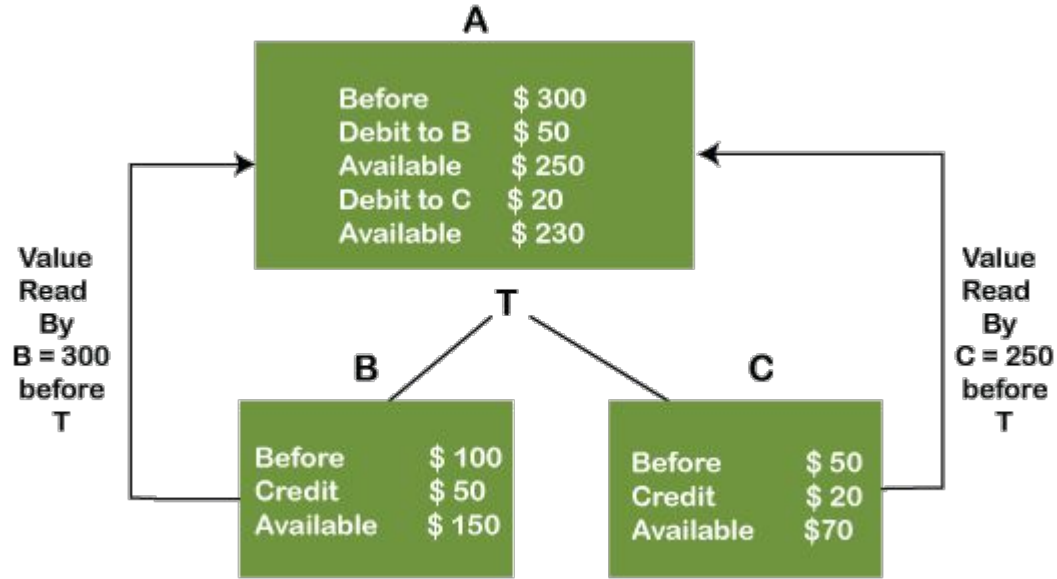 A
Before $ 300
Debit to B $ 50
Available $ 250
Debit to C $ 20
Available $ 230
Value
Read
By
B = 300
before
T
Value
Read
By
C = 250
before
T
T
B
C
Before $ 100
Credit $ 50
Available $ 150
Before $ 50
Credit $ 20
Available $70